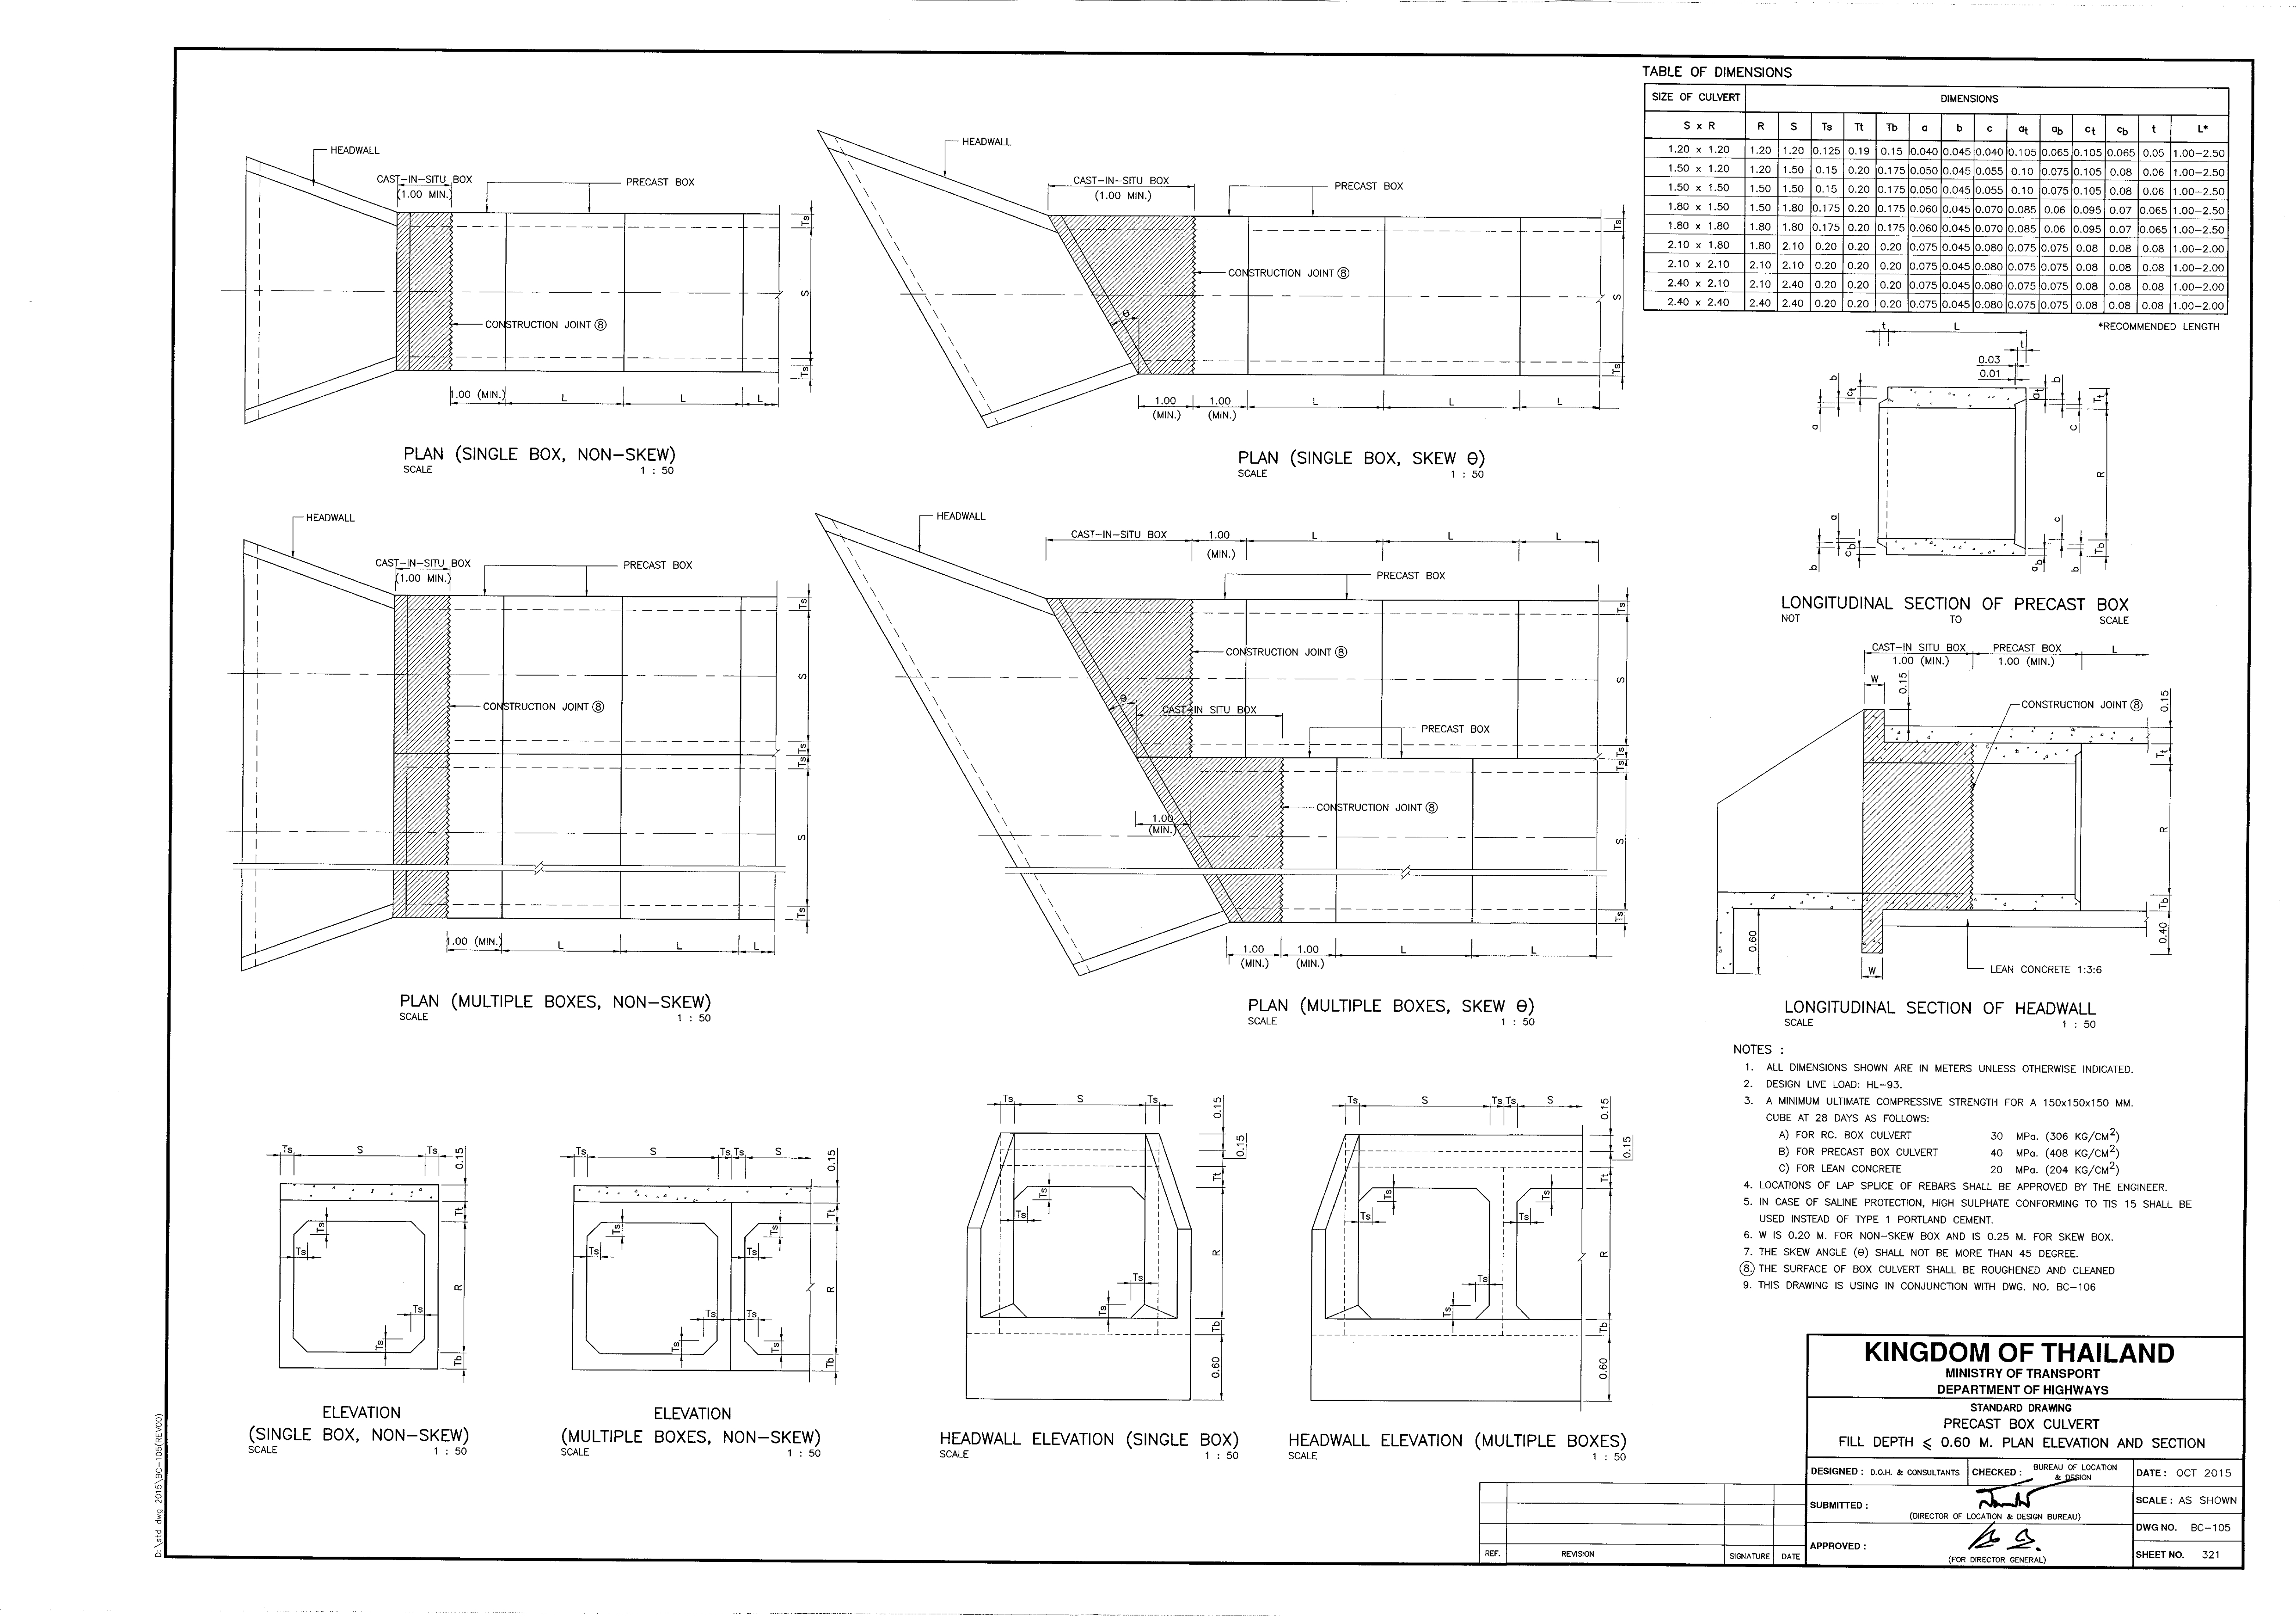 TABLE OF DIMENSIONS
SIZE OF CULVERT DIMENSIONS
S x R R S Ts Tt Tb a b c at ab ct cb t L*
1.20 x 1.20 1.20 1.20 0.125 0.19 0.15 0.040 0.045 0.040 0.105 0.065 0.105 0.065 0.05 1.00-2.50
1.50 x 1.20 1.20 1.50 0.15 0.20 0.175 0.050 0.045 0.055 0.10 0.075 0.105 0.08 0.06 1.00-2.50
1.50 x 1.50 1.50 1.50 0.15 0.20 0.175 0.050 0.045 0.055 0.10 0.075 0.105 0.08 0.06 1.00-2.50
1.80 x 1.50 1.50 1.80 0.175 0.20 0.175 0.060 0.045 0.070 0.085 0.06 0.095 0.07 0.065 1.00-2.50
1.80 x 1.80 1.80 1.80 0.175 0.20 0.175 0.060 0.045 0.070 0.085 0.06 0.095 0.07 0.065 1.00-2.50
2.10 x 1.80 1.80 2.10 0.20 0.20 0.20 0.075 0.045 0.080 0.075 0.075 0.08 0.08 0.08 1.00-2.00
2.10 x 2.10 2.10 2.10 0.20 0.20 0.20 0.075 0.045 0.080 0.075 0.075 0.08 0.08 0.08 1.00-2.00
2.40 x 2.10 2.10 2.40 0.20 0.20 0.20 0.075 0.045 0.080 0.075 0.075 0.08 0.08 0.08 1.00-2.00
2.40 x 2.40 2.40 2.40 0.20 0.20 0.20 0.075 0.045 0.080 0.075 0.075 0.08 0.08 0.08 1.00-2.00
*RECOMMENDED LENGTH
HEADWALL
CAST-IN-SITU BOX
(1.00 MIN.)
PRECAST BOX
Ts
S
CONSTRUCTION JOINT 8
Ts
1.00 (MIN.) L L L
PLAN (SINGLE BOX, NON-SKEW)
SCALE 1 : 50
HEADWALL
CAST-IN-SITU BOX
(1.00 MIN.)
PRECAST BOX
Ts
CONSTRUCTION JOINT 8
S
θ
Ts
1.00 1.00 L L L
(MIN.) (MIN.)
PLAN (SINGLE BOX, SKEW θ)
SCALE 1 : 50
t L
t
0.03
0.01
b ct a
at b c Tt
R
a b cb
c ab b Tb
LONGITUDINAL SECTION OF PRECAST BOX
NOT TO SCALE
HEADWALL
CAST-IN-SITU BOX
(1.00 MIN.)
PRECAST BOX
Ts
S
CONSTRUCTION JOINT 8
Ts
Ts
S
Ts
1.00 (MIN.) L L L
PLAN (MULTIPLE BOXES, NON-SKEW)
SCALE 1 : 50
HEADWALL
CAST-IN-SITU BOX 1.00 L L L
(MIN.)
PRECAST BOX
Ts
CONSTRUCTION JOINT 8
S
θ
CAST-IN SITU BOX
PRECAST BOX
Ts
Ts
CONSTRUCTION JOINT 8
1.00
(MIN.)
S
Ts
1.00 1.00 L L
(MIN.) (MIN.)
PLAN (MULTIPLE BOXES, SKEW θ)
SCALE 1 : 50
CAST-IN SITU BOX PRECAST BOX L
1.00 (MIN.) 1.00 (MIN.)
W 0.15
CONSTRUCTION JOINT 8
0.15
Tt
R
Tb
0.60
0.40
W
LEAN CONCRETE 1:3:6
LONGITUDINAL SECTION OF HEADWALL
SCALE 1 : 50
Ts S Ts
0.15
Tt
Ts
Ts
R
Ts
Ts
Tb
ELEVATION
(SINGLE BOX, NON-SKEW)
SCALE 1 : 50
Ts S Ts Ts S
0.15
Tt
Ts Ts
Ts Ts
R
Ts Ts
Ts Ts
Tb
ELEVATION
(MULTIPLE BOXES, NON-SKEW)
SCALE 1 : 50
Ts S Ts
0.15
0.15
Tt
Ts
Ts
R
Ts
Ts
Tb
0.60
HEADWALL ELEVATION (SINGLE BOX)
SCALE 1 : 50
Ts S Ts Ts S
0.15
0.15
Tt
Ts Ts
Ts Ts
R
Ts
Ts
Tb
0.60
HEADWALL ELEVATION (MULTIPLE BOXES)
SCALE 1 : 50
NOTES :
1. ALL DIMENSIONS SHOWN ARE IN METERS UNLESS OTHERWISE INDICATED.
2. DESIGN LIVE LOAD: HL-93.
3. A MINIMUM ULTIMATE COMPRESSIVE STRENGTH FOR A 150x150x150 MM.
CUBE AT 28 DAYS AS FOLLOWS:
A) FOR RC. BOX CULVERT 30 MPa. (306 KG/CM2)
B) FOR PRECAST BOX CULVERT 40 MPa. (408 KG/CM2)
C) FOR LEAN CONCRETE 20 MPa. (204 KG/CM2)
4. LOCATIONS OF LAP SPLICE OF REBARS SHALL BE APPROVED BY THE ENGINEER.
5. IN CASE OF SALINE PROTECTION, HIGH SULPHATE CONFORMING TO TIS 15 SHALL BE
USED INSTEAD OF TYPE 1 PORTLAND CEMENT.
6. W IS 0.20 M. FOR NON-SKEW BOX AND IS 0.25 M. FOR SKEW BOX.
7. THE SKEW ANGLE (θ) SHALL NOT BE MORE THAN 45 DEGREE.
8. THE SURFACE OF BOX CULVERT SHALL BE ROUGHENED AND CLEANED
9. THIS DRAWING IS USING IN CONJUNCTION WITH DWG. NO. BC-106
KINGDOM OF THAILAND
MINISTRY OF TRANSPORT
DEPARTMENT OF HIGHWAYS
STANDARD DRAWING
PRECAST BOX CULVERT
FILL DEPTH ⩽ 0.60 M. PLAN ELEVATION AND SECTION
DESIGNED : D.O.H. & CONSULTANTS CHECKED : BUREAU OF LOCATION & DESIGN DATE : OCT 2015
SUBMITTED : SCALE : AS SHOWN
(DIRECTOR OF LOCATION & DESIGN BUREAU)
DWG NO. BC-105
APPROVED :
(FOR DIRECTOR GENERAL)
SHEET NO. 321
REF. REVISION SIGNATURE DATE
D:\std dwg 2015\BC-105(REV00)